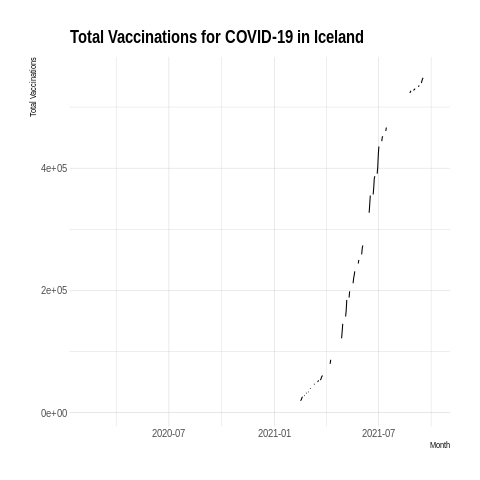 Total Vaccinations for COVID-19 in Iceland
Total Vaccinations
4e+05
2e+05
0e+00
2020-07 2021-01 2021-07
Month